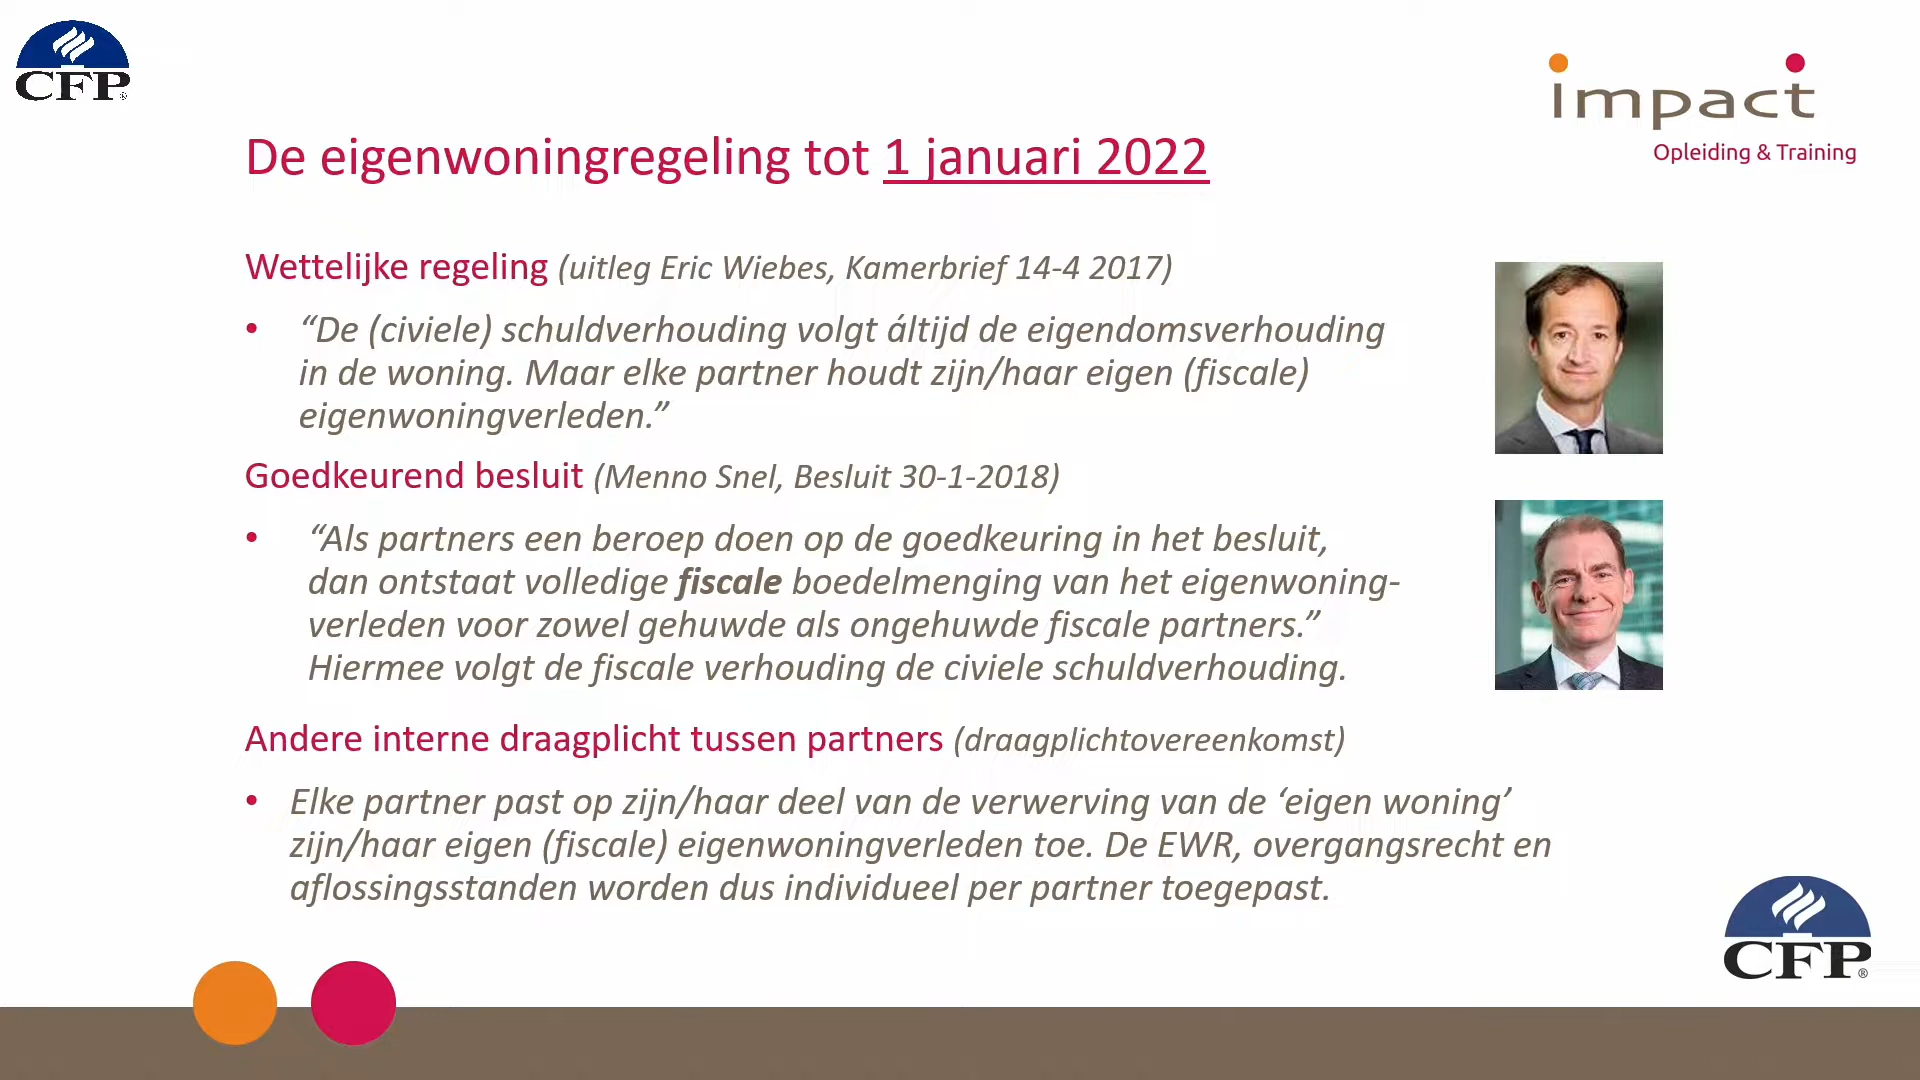 CFP®
impact
Opleiding & Training
De eigenwoningregeling tot 1 januari 2022
Wettelijke regeling (uitleg Eric Wiebes, Kamerbrief 14-4 2017)
• “De (civiele) schuldverhouding volgt áltijd de eigendomsverhouding
in de woning. Maar elke partner houdt zijn/haar eigen (fiscale)
eigenwoningverleden.”
Goedkeurend besluit (Menno Snel, Besluit 30-1-2018)
• “Als partners een beroep doen op de goedkeuring in het besluit,
dan ontstaat volledige fiscale boedelmenging van het eigenwoning-
verleden voor zowel gehuwde als ongehuwde fiscale partners.”
Hiermee volgt de fiscale verhouding de civiele schuldverhouding.
Andere interne draagplicht tussen partners (draagplichtovereenkomst)
• Elke partner past op zijn/haar deel van de verwerving van de ‘eigen woning’
zijn/haar eigen (fiscale) eigenwoningverleden toe. De EWR, overgangsrecht en
aflossingsstanden worden dus individueel per partner toegepast.
CFP®